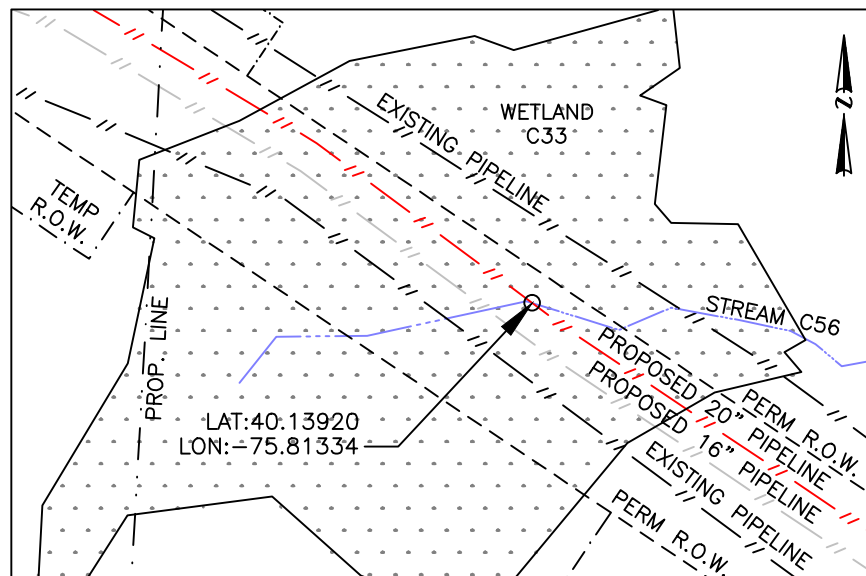 WETLAND
C33
EXISTING PIPELINE
TEMP
R.O.W.
PROP. LINE
STREAM C56
LAT:40.13920
LON:-75.81334
PROPOSED 20" PIPELINE
PROPOSED 16" PIPELINE
PERM R.O.W.
EXISTING PIPELINE
PERM R.O.W.
N